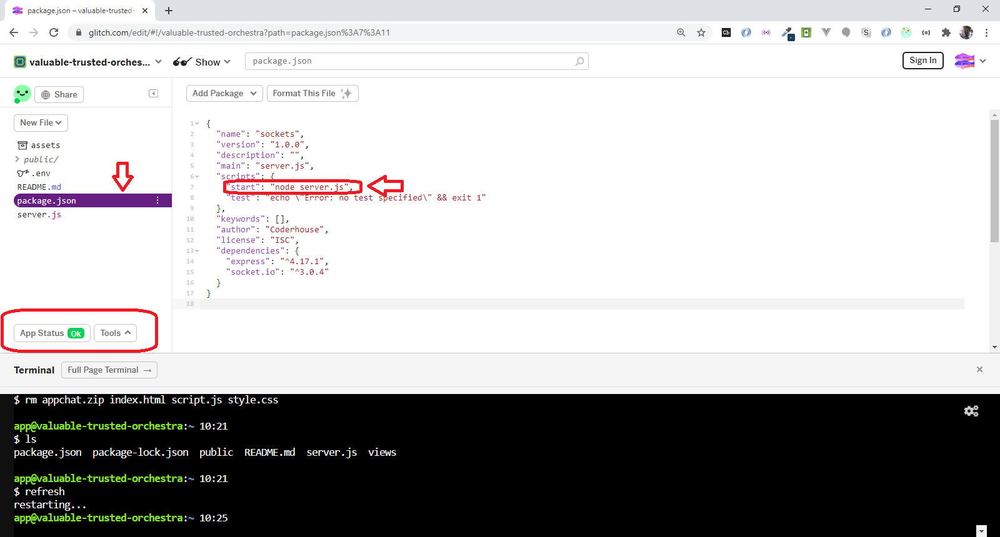 package.json – valuable-trusted-
glitch.com/edit/#!/valuable-trusted-orchestra?path=package.json%3A7%3A11
valuable-trusted-orches...
Show
package.json
Sign In
Share
Add Package
Format This File
New File
assets
public/
.env
README.md
package.json
server.js
1 {
2 "name": "sockets",
3 "version": "1.0.0",
4 "description": "",
5 "main": "server.js",
6 "scripts": {
7 "start": "node server.js",
8 "test": "echo \"Error: no test specified\" && exit 1"
9 },
10 "keywords": [],
11 "author": "Coderhouse",
12 "license": "ISC",
13 "dependencies": {
14 "express": "^4.17.1",
15 "socket.io": "^3.0.4"
16 }
17 }
18
App Status Ok
Tools
Terminal
Full Page Terminal →
$ rm appchat.zip index.html script.js style.css
app@valuable-trusted-orchestra:~ 10:21
$ ls
package.json package-lock.json public README.md server.js views
app@valuable-trusted-orchestra:~ 10:21
$ refresh
restarting...
app@valuable-trusted-orchestra:~ 10:25